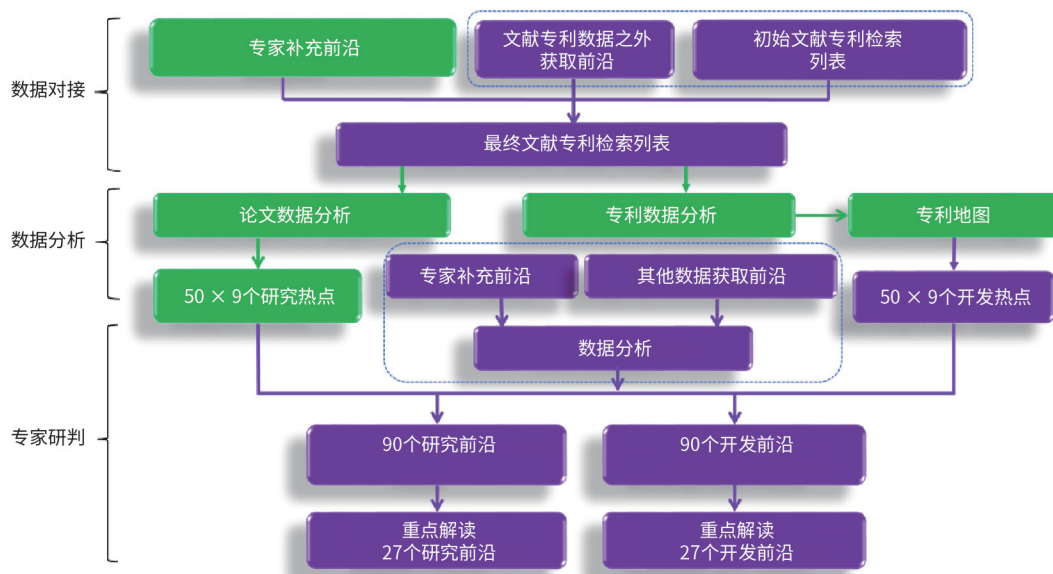 数据对接
专家补充前沿
文献专利数据之外
获取前沿
初始文献专利检索
列表
最终文献专利检索列表
数据分析
论文数据分析
专利数据分析
专利地图
50 × 9个研究热点
专家补充前沿
其他数据获取前沿
50 × 9个开发热点
数据分析
专家研判
90个研究前沿
90个开发前沿
重点解读
27个研究前沿
重点解读
27个开发前沿